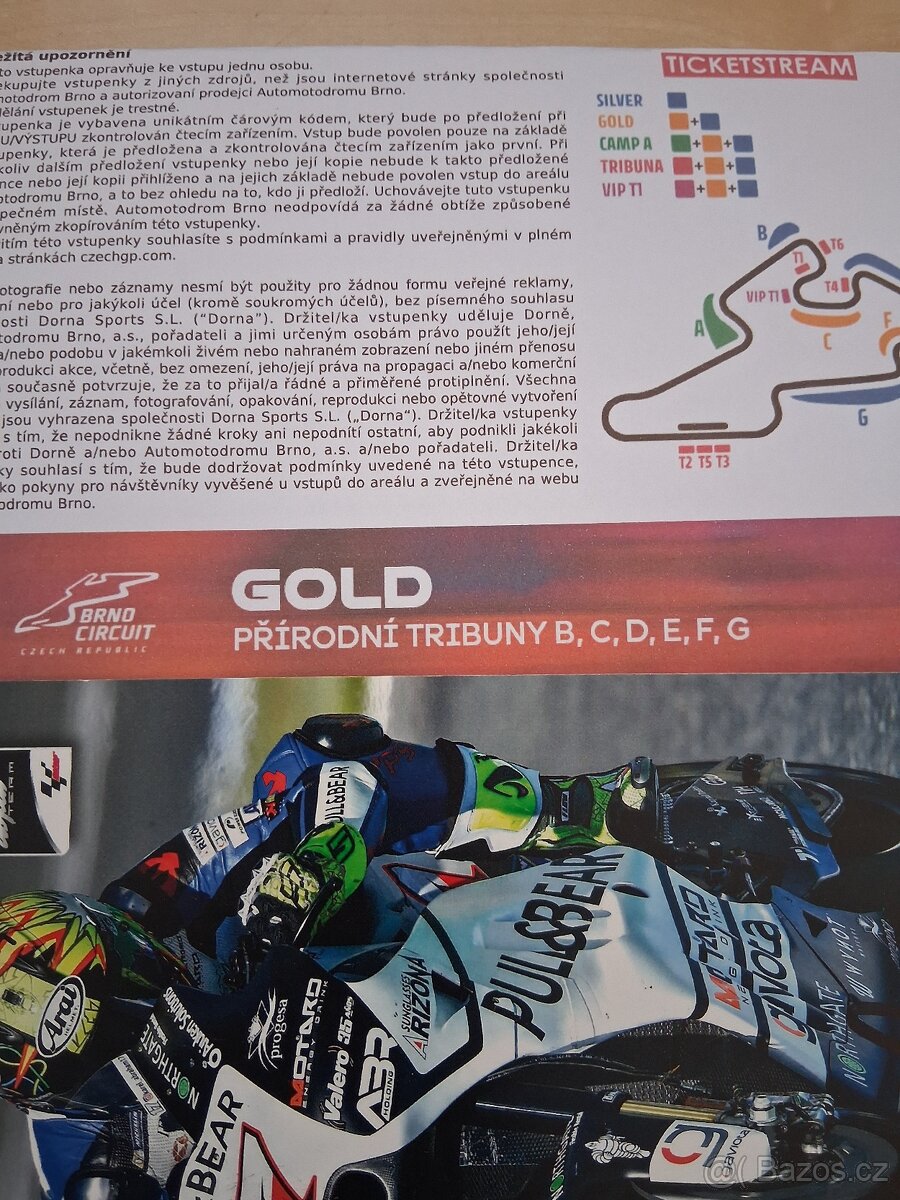 ežitá upozornění
to vstupenka opravňuje ke vstupu jednu osobu.
ekupujte vstupenky z jiných zdrojů, než jsou internetové stránky společnosti
motodrom Brno a autorizovaní prodejci Automotodromu Brno.
dělání vstupenek je trestné.
upenka je vybavena unikátním čárovým kódem, který bude po předložení při
U/VÝSTUPU zkontrolován čtecím zařízením. Vstup bude povolen pouze na základě
upenky, která je předložena a zkontrolována čtecím zařízením jako první. Při
koliv dalším předložení vstupenky nebo její kopie nebude k takto předložené
nce nebo její kopii přihlíženo a na jejich základě nebude povolen vstup do areálu
otodromu Brno, a to bez ohledu na to, kdo ji předloží. Uchovávejte tuto vstupenku
pečném místě. Automotodrom Brno neodpovídá za žádné obtíže způsobené
vněným zkopírováním této vstupenky.
itím této vstupenky souhlasíte s podmínkami a pravidly uveřejněnými v plném
a stránkách czechgp.com.
otografie nebo záznamy nesmí být použity pro žádnou formu veřejné reklamy,
ní nebo pro jakýkoli účel (kromě soukromých účelů), bez písemného souhlasu
nosti Dorna Sports S.L. (“Dorna”). Držitel/ka vstupenky uděluje Dorně,
todromu Brno, a.s., pořadateli a jimi určeným osobám právo použít jeho/její
a/nebo podobu v jakémkoli živém nebo nahraném zobrazení nebo jiném přenosu
produkci akce, včetně, bez omezení, jeho/její práva na propagaci a/nebo komerční
současně potvrzuje, že za to přijal/a řádné a přiměřené protiplnění. Všechna
vysílání, záznam, fotografování, opakování, reprodukci nebo opětovné vytvoření
jsou vyhrazena společnosti Dorna Sports S.L. („Dorna“). Držitel/ka vstupenky
s tím, že nepodnikne žádné kroky ani nepodnítí ostatní, aby podnikli jakékoli
roti Dorně a/nebo Automotodromu Brno, a.s. a/nebo pořadateli. Držitel/ka
ky souhlasí s tím, že bude dodržovat podmínky uvedené na této vstupence,
ko pokyny pro návštěvníky vyvěšené u vstupů do areálu a zveřejněné na webu
odromu Brno.
TICKETSTREAM
SILVER
GOLD +
CAMP A + +
TRIBUNA + +
VIP T1 + +
B
T6
T1
T4
VIP T1
A
C
F
G
T2 T5 T3
BRNO
CIRCUIT
CZECH REPUBLIC
GOLD
PŘÍRODNÍ TRIBUNY B, C, D, E, F, G
PULL&BEAR
Arai
progesa
MOTARD
ENERGY DRINK
Valero
ABR
HOLDING
SUNGLASSES
ARIZONA
PULL&BEAR
MOTARD
avivota
NORTHGATE
NORTHGATE
&BEAR
avivota
@( Bazos.cz